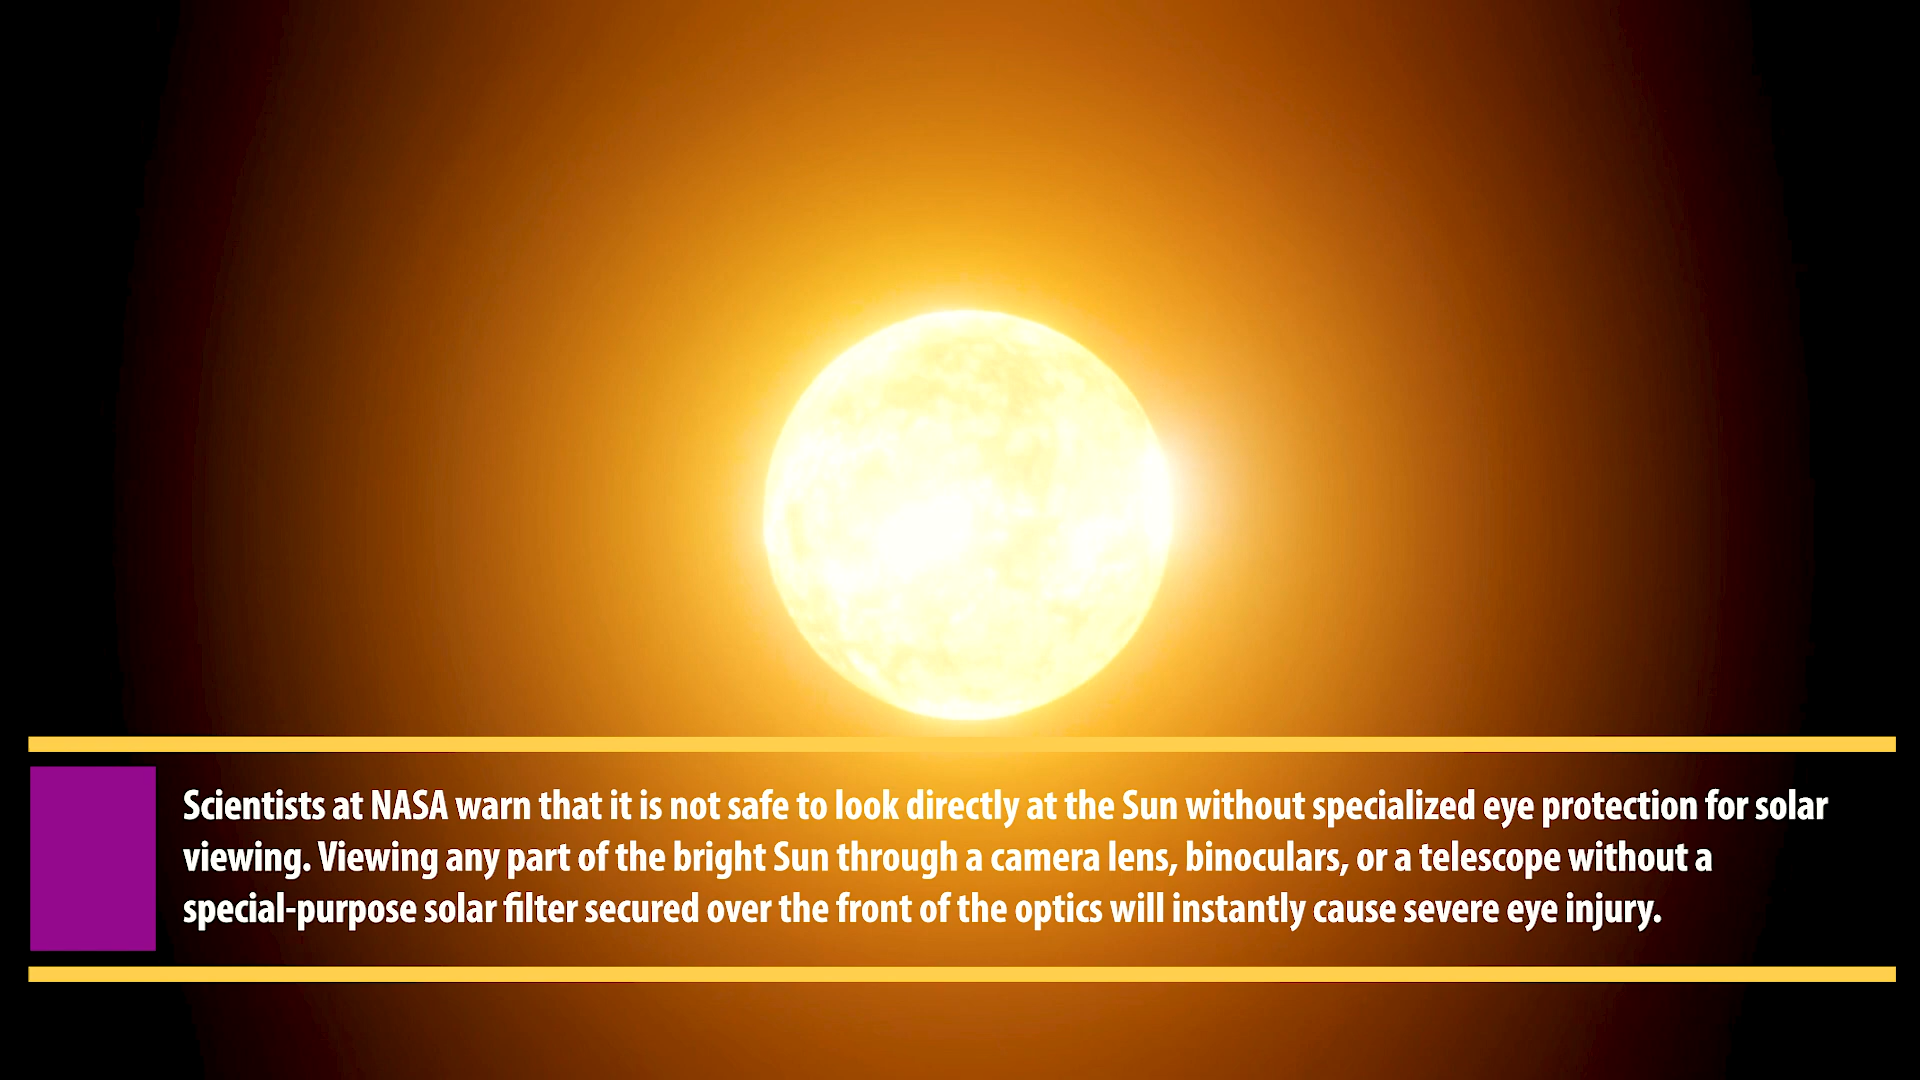 Scientists at NASA warn that it is not safe to look directly at the Sun without specialized eye protection for solar
viewing. Viewing any part of the bright Sun through a camera lens, binoculars, or a telescope without a
special-purpose solar filter secured over the front of the optics will instantly cause severe eye injury.